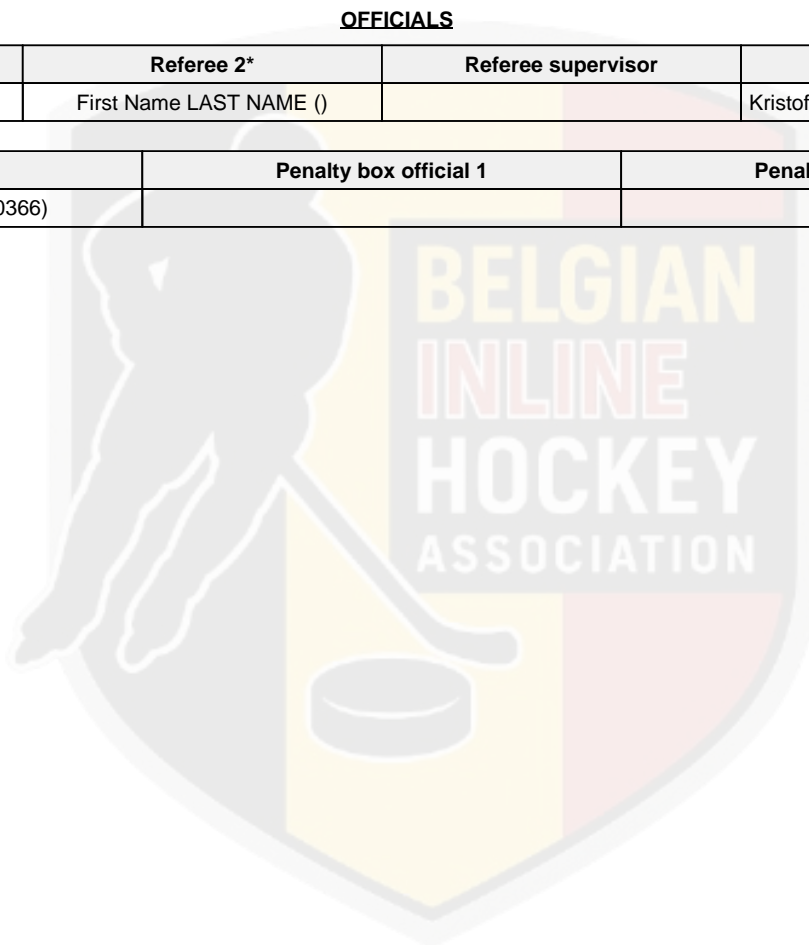 OFFICIALS
Referee 2* Referee supervisor
First Name LAST NAME () Kristof
Penalty box official 1 Penal
0366)
BELGIAN
INLINE
HOCKEY
ASSOCIATION